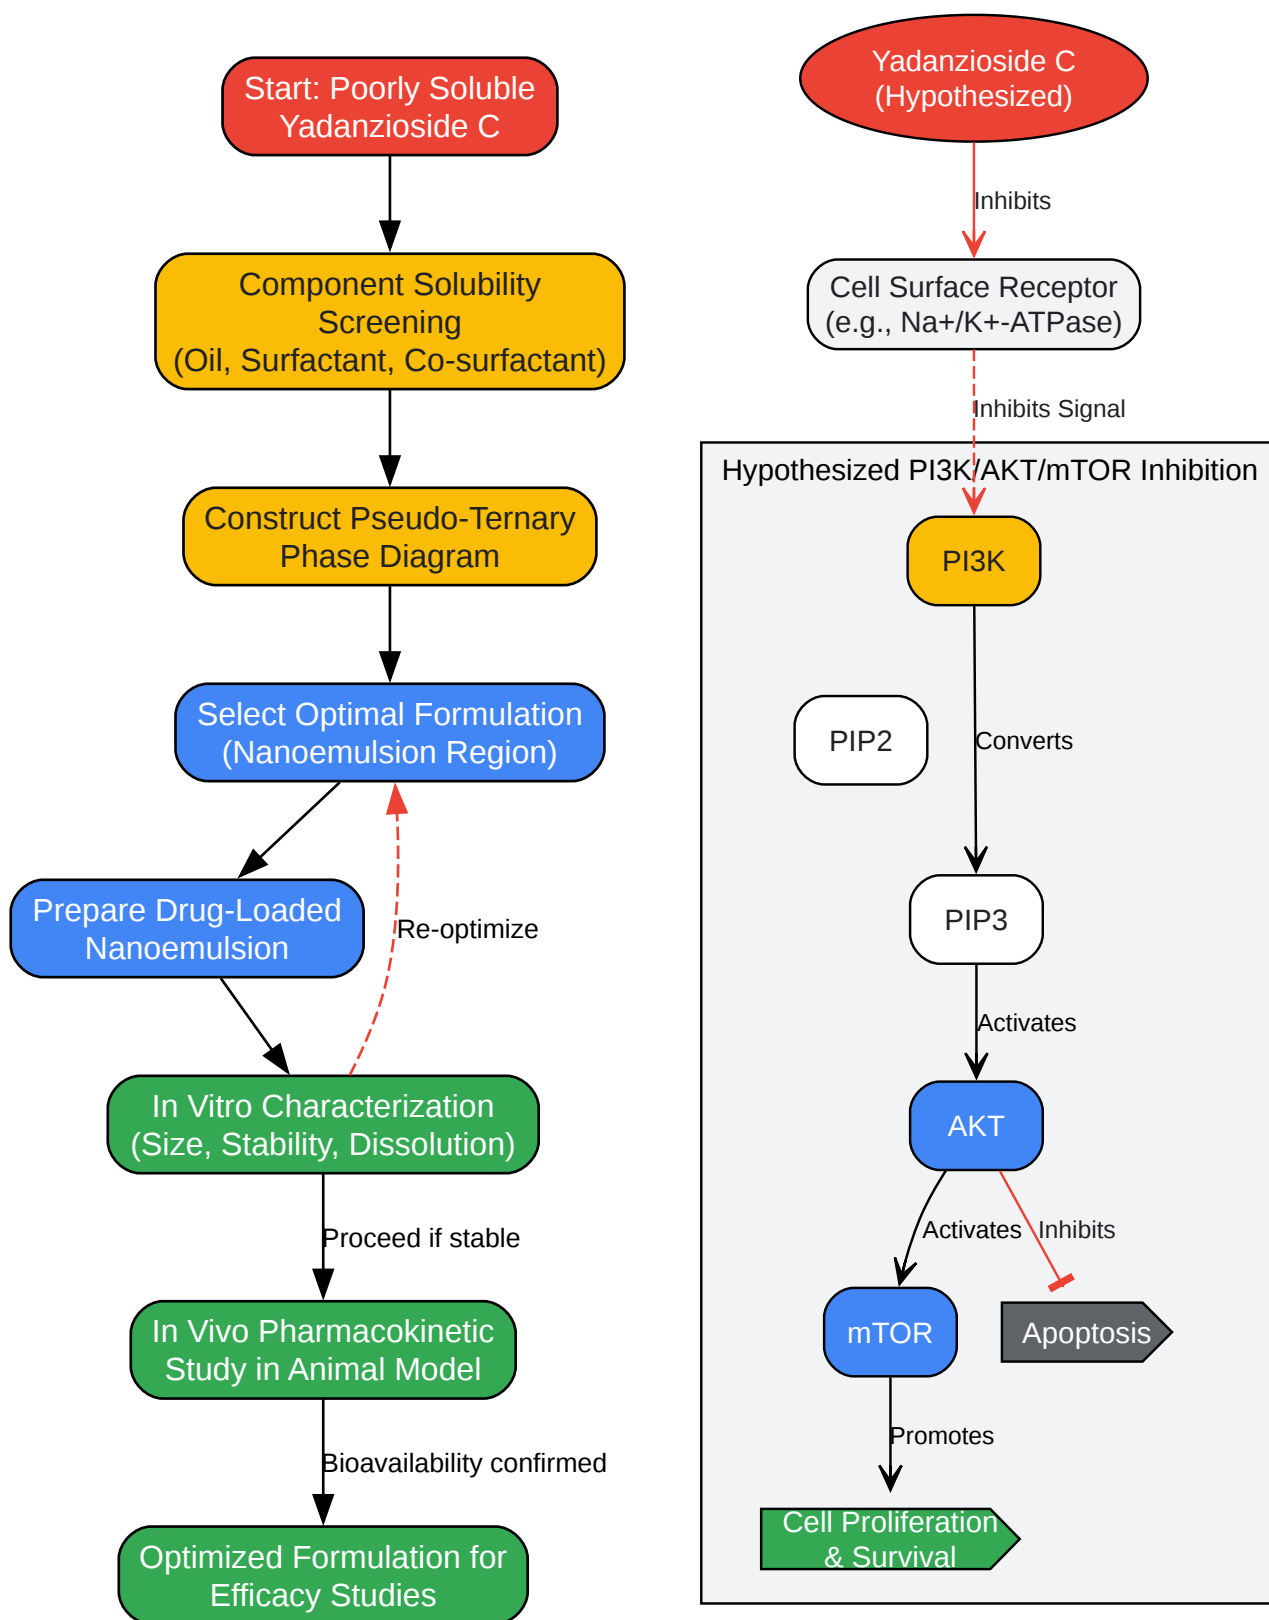 Start: Poorly Soluble
Yadanzioside C
Component Solubility
Screening
(Oil, Surfactant, Co-surfactant)
Construct Pseudo-Ternary
Phase Diagram
Select Optimal Formulation
(Nanoemulsion Region)
Prepare Drug-Loaded
Nanoemulsion
Re-optimize
In Vitro Characterization
(Size, Stability, Dissolution)
Proceed if stable
In Vivo Pharmacokinetic
Study in Animal Model
Bioavailability confirmed
Optimized Formulation for
Efficacy Studies
Yadanzioside C
(Hypothesized)
Inhibits
Cell Surface Receptor
(e.g., Na+/K+-ATPase)
Inhibits Signal
Hypothesized PI3K/AKT/mTOR Inhibition
PI3K
PIP2
Converts
PIP3
Activates
AKT
Activates
Inhibits
mTOR
Apoptosis
Promotes
Cell Proliferation
& Survival